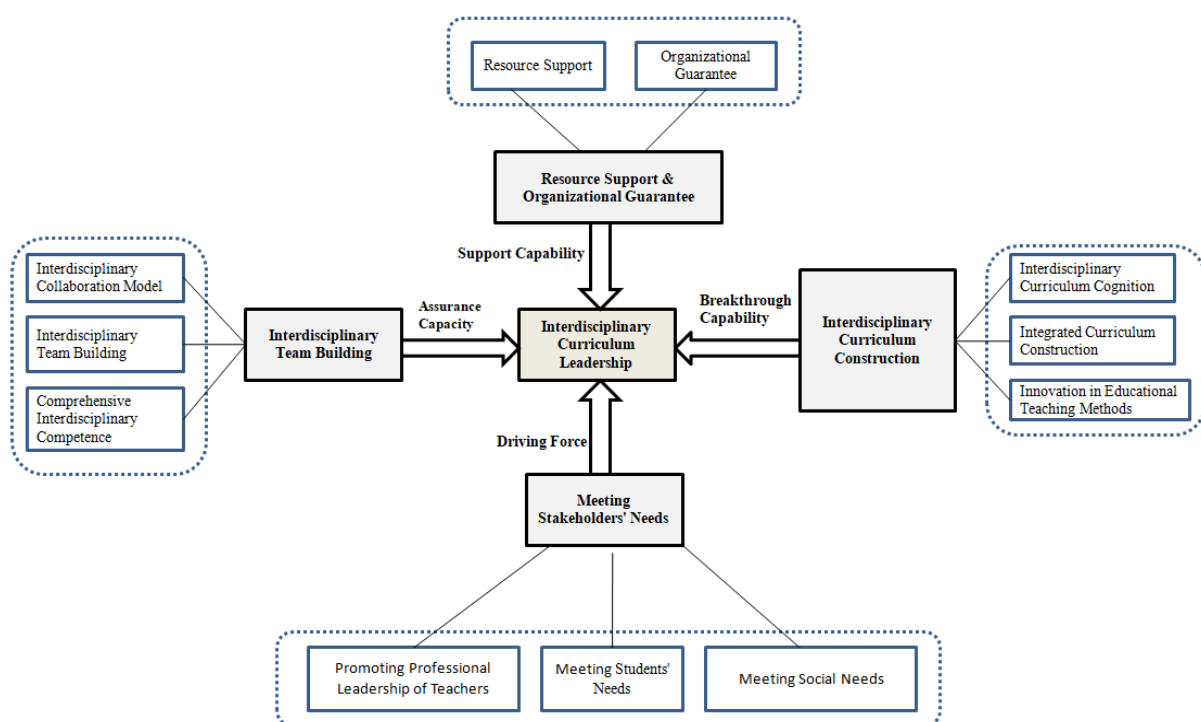 Resource Support
Organizational
Guarantee
Resource Support &
Organizational Guarantee
Support Capability
Interdisciplinary
Collaboration Model
Interdisciplinary
Team Building
Comprehensive
Interdisciplinary
Competence
Interdisciplinary
Team Building
Assurance
Capacity
Interdisciplinary
Curriculum
Leadership
Breakthrough
Capability
Interdisciplinary
Curriculum
Construction
Interdisciplinary
Curriculum Cognition
Integrated Curriculum
Construction
Innovation in Educational
Teaching Methods
Driving Force
Meeting
Stakeholders' Needs
Promoting Professional
Leadership of Teachers
Meeting Students'
Needs
Meeting Social Needs